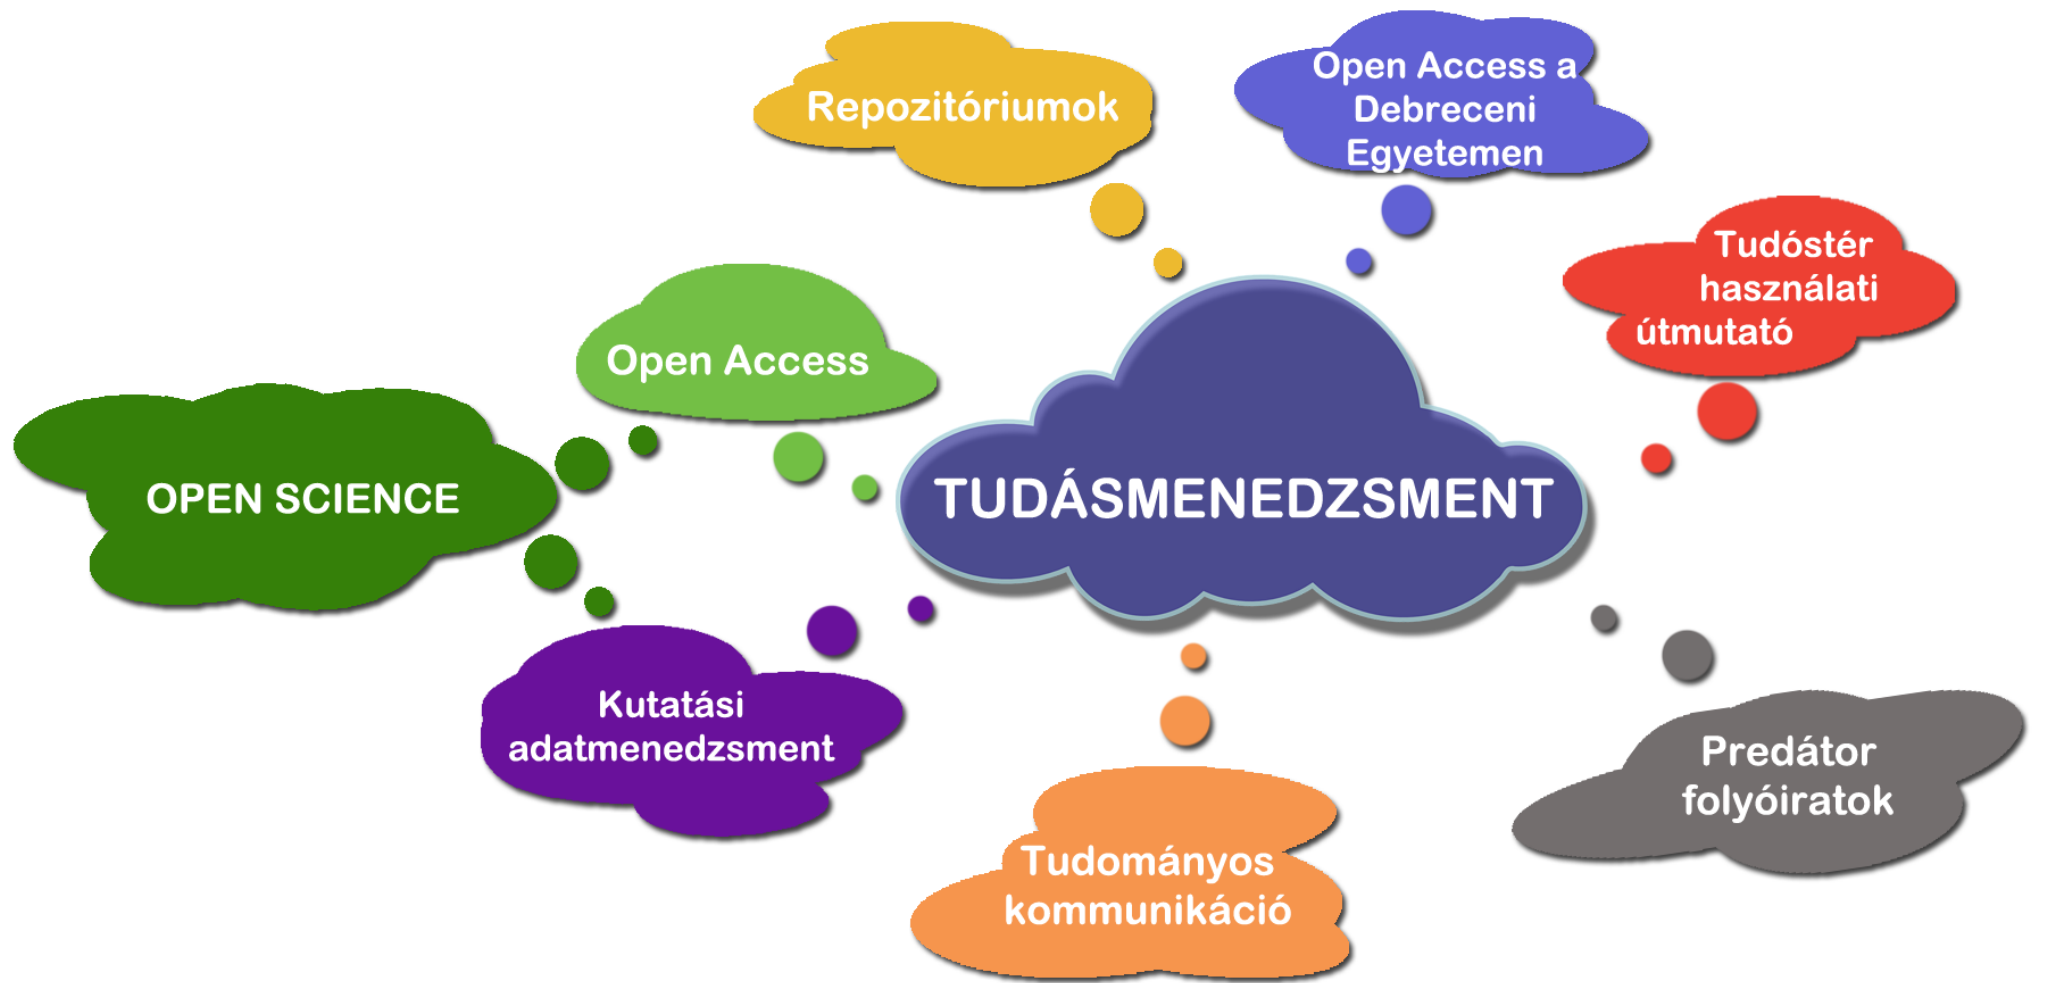 Repozitóriumok
Open Access a
Debreceni
Egyetemen
Tudóstér
használati
útmutató
Open Access
OPEN SCIENCE
TUDÁSMENEDZSMENT
Kutatási
adatmenedzsment
Predátor
folyóiratok
Tudományos
kommunikáció